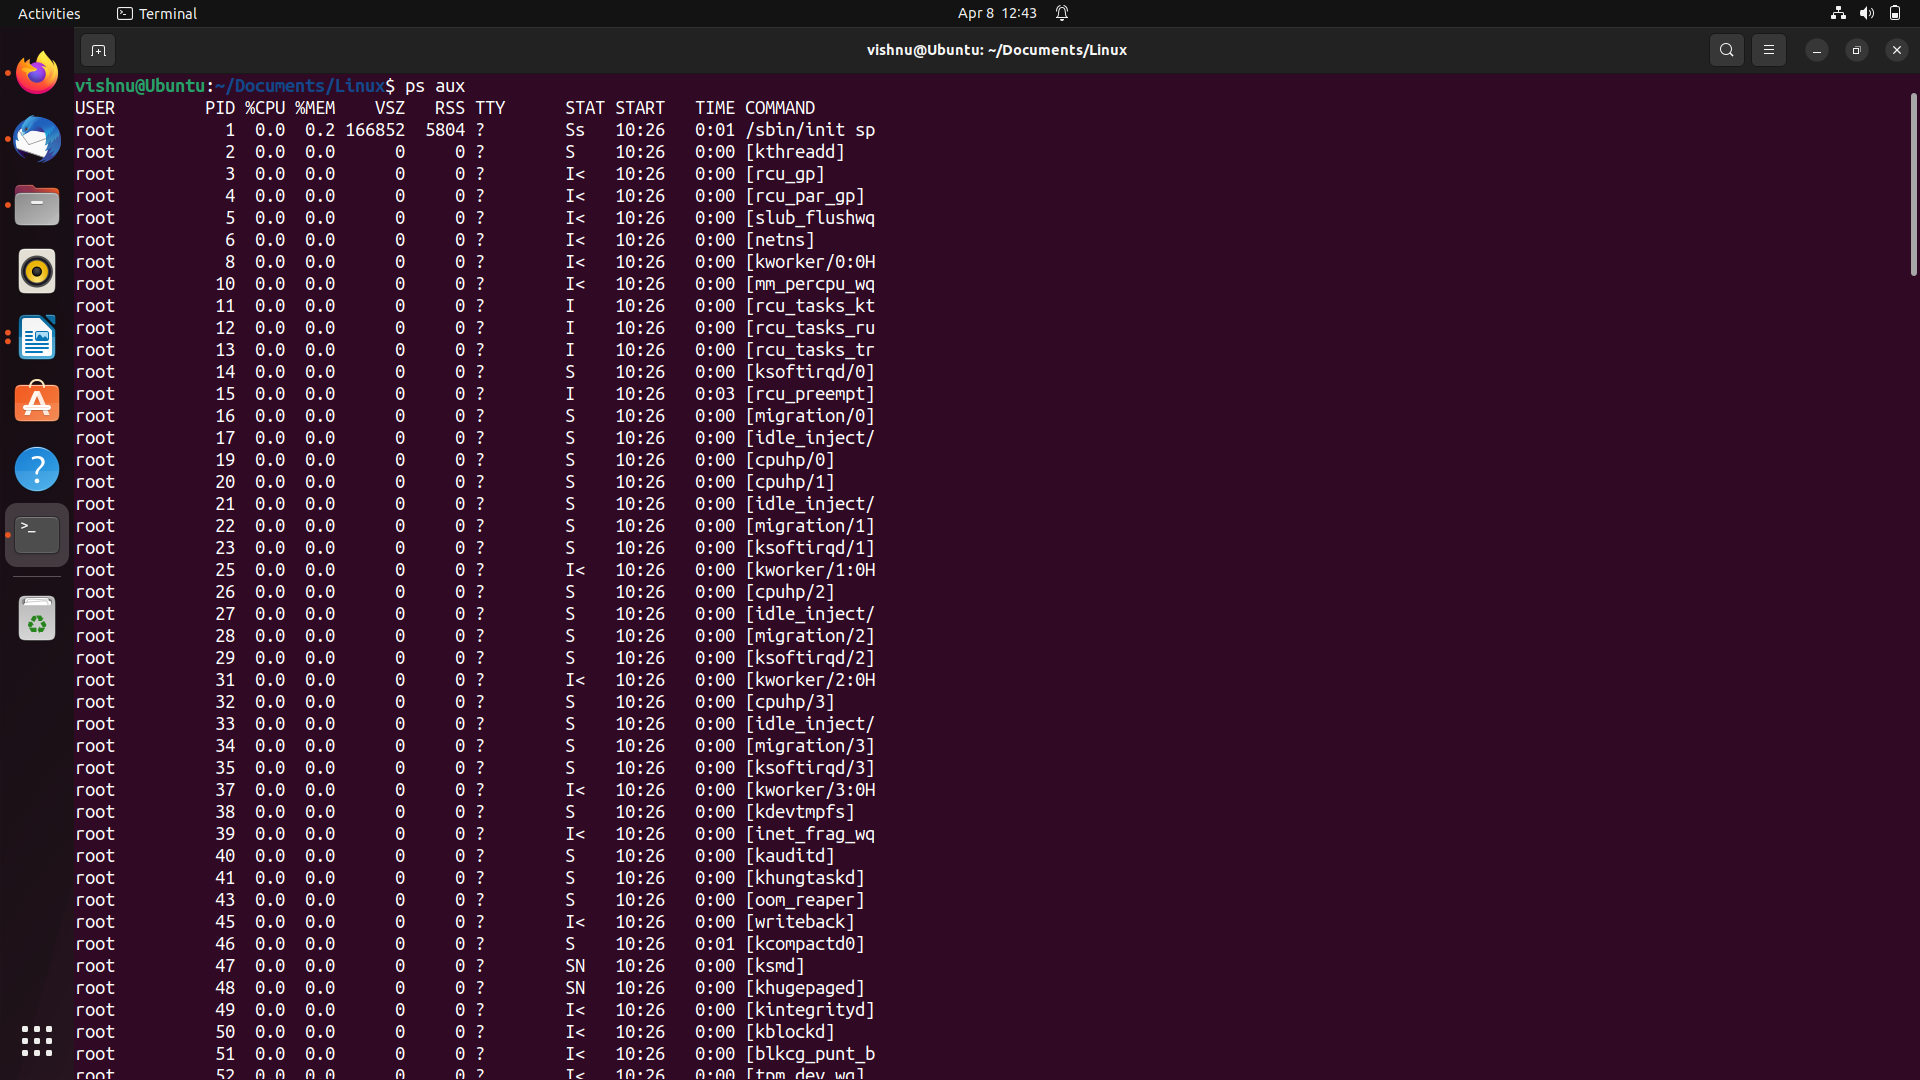 Activities Terminal Apr 8 12:43
vishnu@Ubuntu: ~/Documents/Linux
vishnu@Ubuntu:~/Documents/Linux$ ps aux
USER PID %CPU %MEM VSZ RSS TTY STAT START TIME COMMAND
root 1 0.0 0.2 166852 5804 ? Ss 10:26 0:01 /sbin/init sp
root 2 0.0 0.0 0 0 ? S 10:26 0:00 [kthreadd]
root 3 0.0 0.0 0 0 ? I< 10:26 0:00 [rcu_gp]
root 4 0.0 0.0 0 0 ? I< 10:26 0:00 [rcu_par_gp]
root 5 0.0 0.0 0 0 ? I< 10:26 0:00 [slub_flushwq
root 6 0.0 0.0 0 0 ? I< 10:26 0:00 [netns]
root 8 0.0 0.0 0 0 ? I< 10:26 0:00 [kworker/0:0H
root 10 0.0 0.0 0 0 ? I< 10:26 0:00 [mm_percpu_wq
root 11 0.0 0.0 0 0 ? I 10:26 0:00 [rcu_tasks_kt
root 12 0.0 0.0 0 0 ? I 10:26 0:00 [rcu_tasks_ru
root 13 0.0 0.0 0 0 ? I 10:26 0:00 [rcu_tasks_tr
root 14 0.0 0.0 0 0 ? S 10:26 0:00 [ksoftirqd/0]
root 15 0.0 0.0 0 0 ? I 10:26 0:03 [rcu_preempt]
root 16 0.0 0.0 0 0 ? S 10:26 0:00 [migration/0]
root 17 0.0 0.0 0 0 ? S 10:26 0:00 [idle_inject/
root 19 0.0 0.0 0 0 ? S 10:26 0:00 [cpuhp/0]
root 20 0.0 0.0 0 0 ? S 10:26 0:00 [cpuhp/1]
root 21 0.0 0.0 0 0 ? S 10:26 0:00 [idle_inject/
root 22 0.0 0.0 0 0 ? S 10:26 0:00 [migration/1]
root 23 0.0 0.0 0 0 ? S 10:26 0:00 [ksoftirqd/1]
root 25 0.0 0.0 0 0 ? I< 10:26 0:00 [kworker/1:0H
root 26 0.0 0.0 0 0 ? S 10:26 0:00 [cpuhp/2]
root 27 0.0 0.0 0 0 ? S 10:26 0:00 [idle_inject/
root 28 0.0 0.0 0 0 ? S 10:26 0:00 [migration/2]
root 29 0.0 0.0 0 0 ? S 10:26 0:00 [ksoftirqd/2]
root 31 0.0 0.0 0 0 ? I< 10:26 0:00 [kworker/2:0H
root 32 0.0 0.0 0 0 ? S 10:26 0:00 [cpuhp/3]
root 33 0.0 0.0 0 0 ? S 10:26 0:00 [idle_inject/
root 34 0.0 0.0 0 0 ? S 10:26 0:00 [migration/3]
root 35 0.0 0.0 0 0 ? S 10:26 0:00 [ksoftirqd/3]
root 37 0.0 0.0 0 0 ? I< 10:26 0:00 [kworker/3:0H
root 38 0.0 0.0 0 0 ? S 10:26 0:00 [kdevtmpfs]
root 39 0.0 0.0 0 0 ? I< 10:26 0:00 [inet_frag_wq
root 40 0.0 0.0 0 0 ? S 10:26 0:00 [kauditd]
root 41 0.0 0.0 0 0 ? S 10:26 0:00 [khungtaskd]
root 43 0.0 0.0 0 0 ? S 10:26 0:00 [oom_reaper]
root 45 0.0 0.0 0 0 ? I< 10:26 0:00 [writeback]
root 46 0.0 0.0 0 0 ? S 10:26 0:01 [kcompactd0]
root 47 0.0 0.0 0 0 ? SN 10:26 0:00 [ksmd]
root 48 0.0 0.0 0 0 ? SN 10:26 0:00 [khugepaged]
root 49 0.0 0.0 0 0 ? I< 10:26 0:00 [kintegrityd]
root 50 0.0 0.0 0 0 ? I< 10:26 0:00 [kblockd]
root 51 0.0 0.0 0 0 ? I< 10:26 0:00 [blkcg_punt_b
root 52 0.0 0.0 0 0 ? I< 10:26 0:00 [tpm_dev_wq]